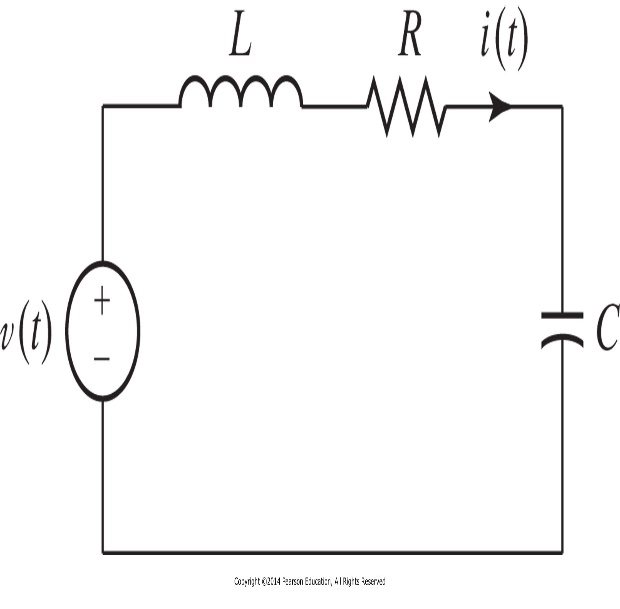 L
R
i(t)
+
−
v(t)
C
Copyright ©2014 Pearson Education, All Rights Reserved